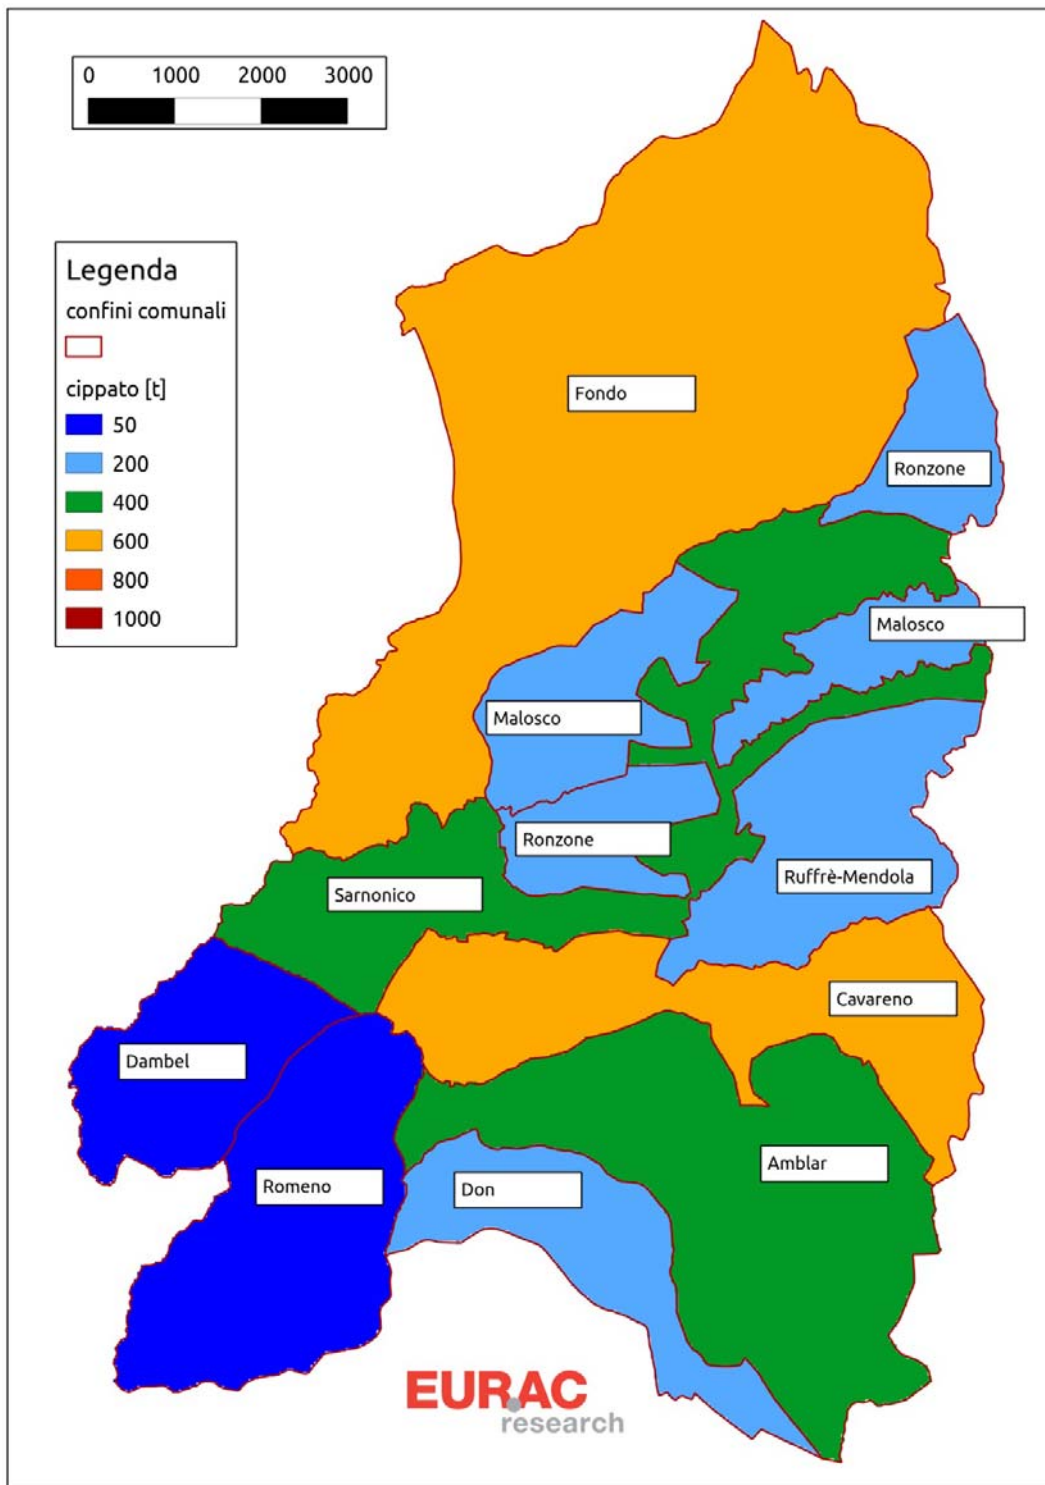 0 1000 2000 3000
Legenda
confini comunali
cippato [t]
50
200
400
600
800
1000
Fondo
Ronzone
Malosco
Malosco
Ronzone
Ruffrè-Mendola
Sarnonico
Cavareno
Dambel
Amblar
Romeno
Don
EURAC
research